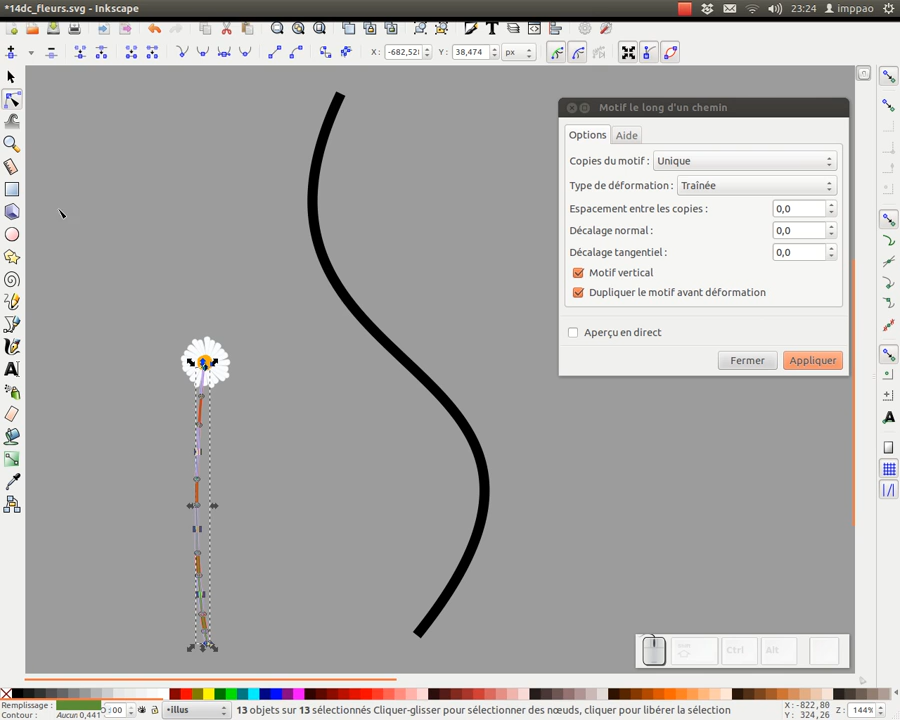 *14dc_fleurs.svg - Inkscape
23:24
imppao
X: -682,52
Y: 38,474
px
Motif le long d'un chemin
Options
Aide
Copies du motif :
Unique
Type de déformation :
Traînée
Espacement entre les copies :
0,0
Décalage normal :
0,0
Décalage tangentiel :
0,0
Motif vertical
Dupliquer le motif avant déformation
Aperçu en direct
Fermer
Appliquer
Ctrl
Alt
Remplissage :
Contour :
Aucun 0,441
:00
•illus
13 objets sur 13 sélectionnés Cliquer-glisser pour sélectionner des nœuds, cliquer pour libérer la sélection
X: -822,80
Y: 324,26
Z: 144%